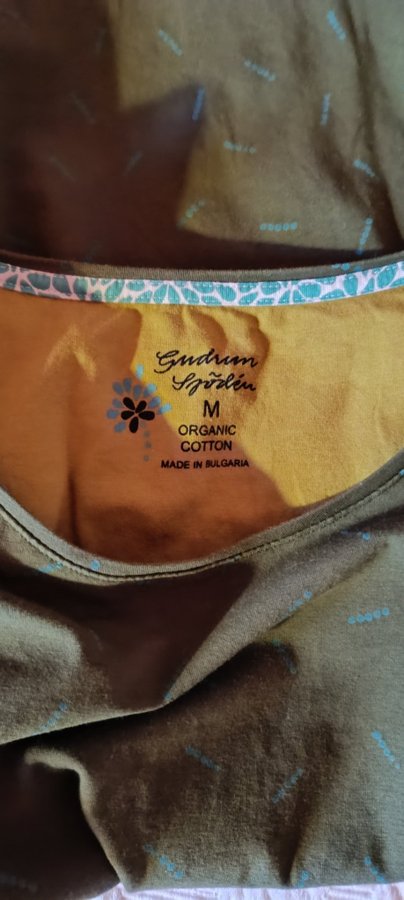 Gudrun
Sjödén
M
ORGANIC
COTTON
MADE IN BULGARIA